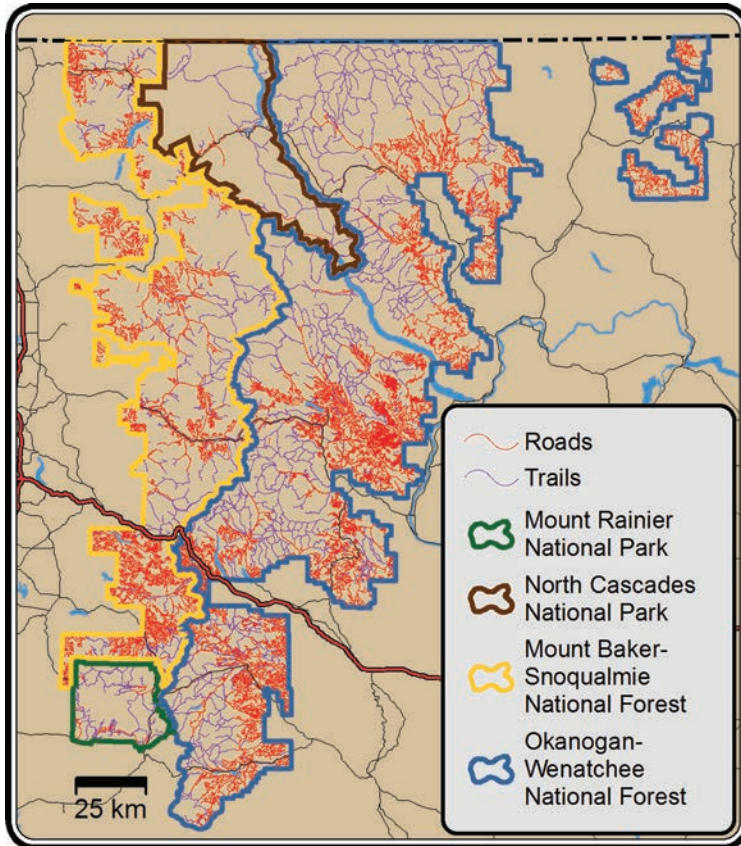 Roads
Trails
Mount Rainier
National Park
North Cascades
National Park
Mount Baker-
Snoqualmie
National Forest
Okanogan-
Wenatchee
National Forest
25 km